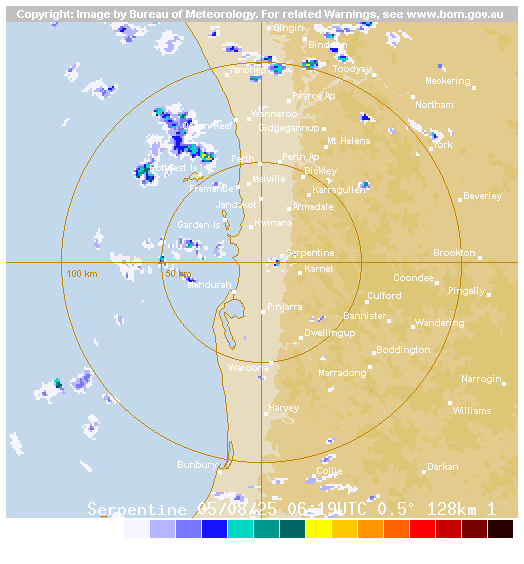 Copyright: Image by Bureau of Meteorology. For related Warnings, see www.bom.gov.au
Gingin
Bindoon
Yanchep
Toodyay
Meckering
Pearce Ap
Northam
Wanneroo
Ocean Reef
Gidgegannup
Mt Helena
York
Perth
Perth Ap
Rottnest Is
Bickley
Melville
Fremantle
Karragullen
Beverley
Jandakot
Armadale
Garden Is
Kwinana
Serpentine
Brookton
100 km
50 km
Karnet
Coondee
Mandurah
Pingelly
Culford
Pinjarra
Bannister
Wandering
Dwellingup
Boddington
Waroona
Marradong
Narrogin
Harvey
Williams
Bunbury
Collie
Darkan
Serpentine 05/08/25 06:19UTC 0.5° 128km 1